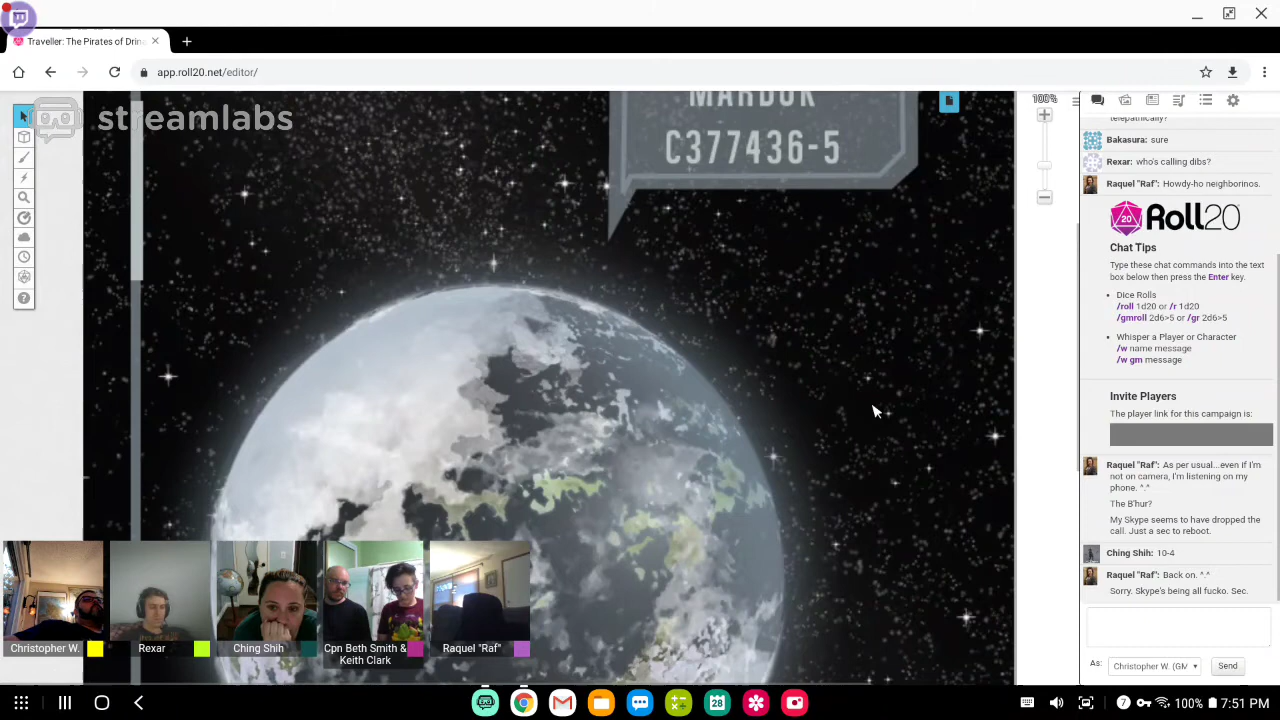 Traveller: The Pirates of Drina
app.roll20.net/editor/
streamlabs
MARDUK
C377436-5
100%
telepathically?
Bakasura: sure
Rexar: who's calling dibs?
Raquel "Raf": Howdy-ho neighborinos.
20
Roll20
Chat Tips
Type these chat commands into the text
box below then press the Enter key.
• Dice Rolls
/roll 1d20 or /r 1d20
/gmroll 2d6>5 or /gr 2d6>5
• Whisper a Player or Character
/w name message
/w gm message
Invite Players
The player link for this campaign is:
Raquel "Raf": As per usual...even if I'm
not on camera, I'm listening on my
phone. ^.^
The B'hur?
My Skype seems to have dropped the
call. Just a sec to reboot.
Ching Shih: 10-4
Raquel "Raf": Back on. ^.^
Sorry. Skype's being all fucko. Sec.
As: Christopher W. (GM
Send
Christopher W.
Rexar
Ching Shih
Cpn Beth Smith &
Keith Clark
Raquel "Raf"
28
7
100%
7:51 PM